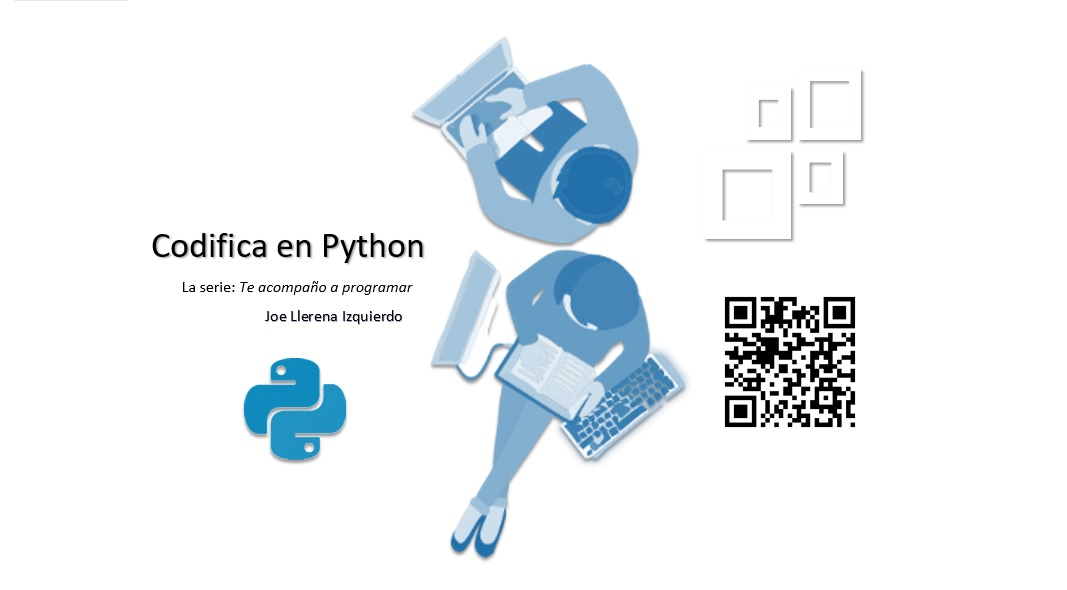 Codifica en Python
La serie: Te acompaño a programar
Joe Llerena Izquierdo